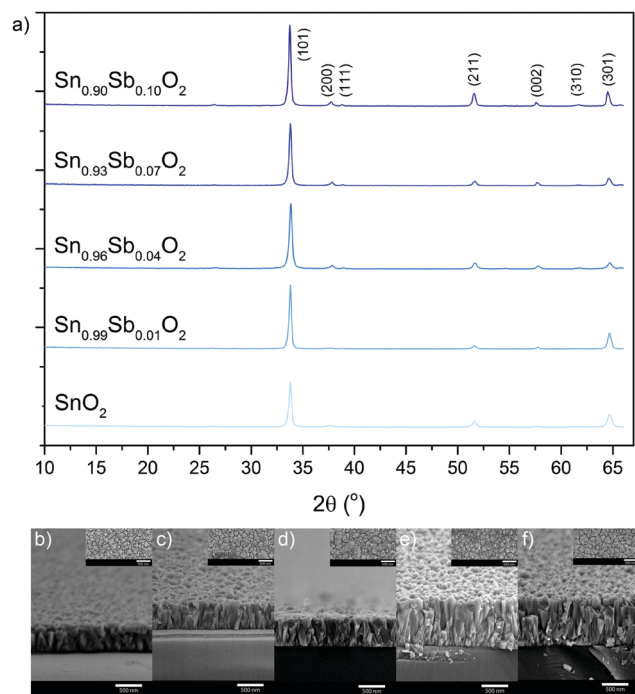 a)
(101)
(200)
(111)
(211)
(002)
(310)
(301)
Sn0.90Sb0.10O2
Sn0.93Sb0.07O2
Sn0.96Sb0.04O2
Sn0.99Sb0.01O2
SnO2
10 15 20 25 30 35 40 45 50 55 60 65
2θ (°)
b) c) d) e) f)
500 nm 500 nm 500 nm 500 nm 500 nm